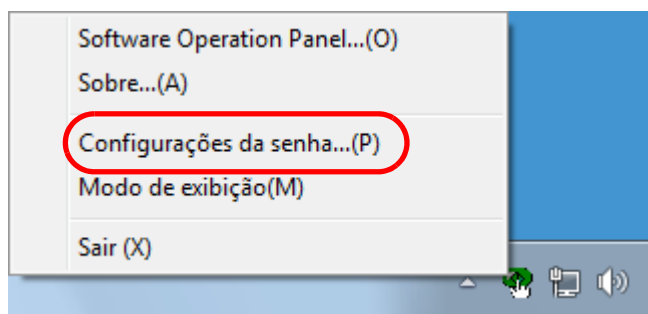 Software Operation Panel...(O)
Sobre...(A)
Configurações da senha...(P)
Modo de exibição(M)
Sair (X)